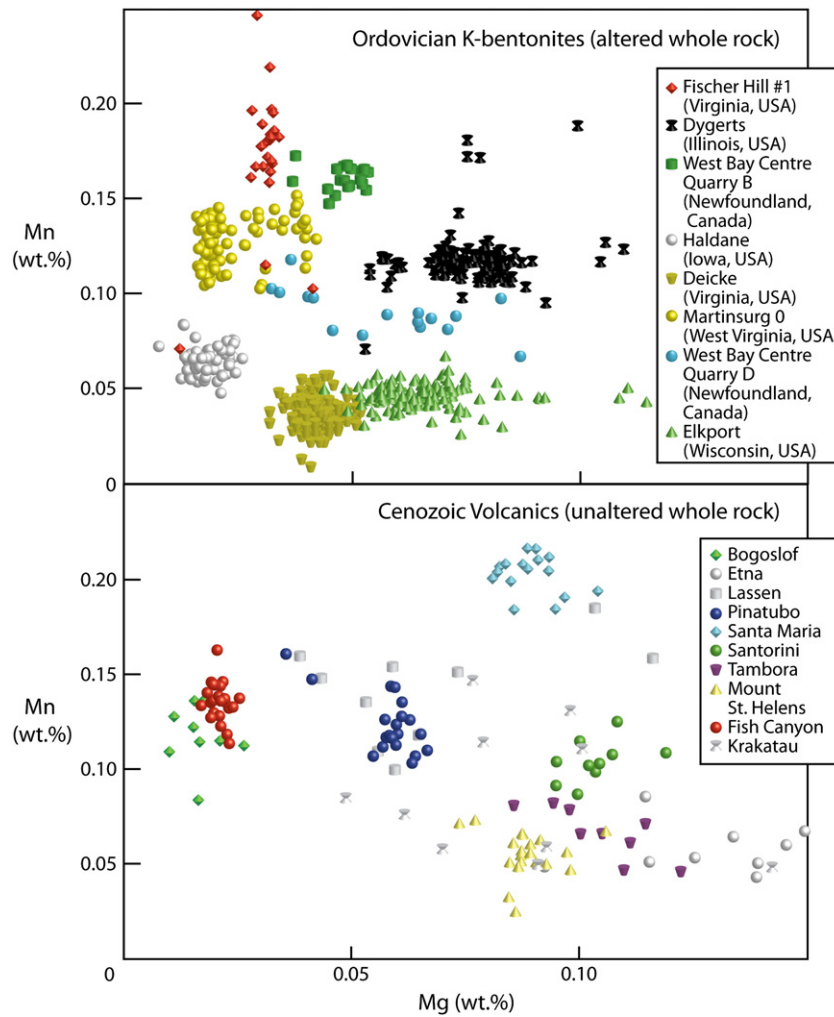 Ordovician K-bentonites (altered whole rock)
0.20
0.15
Mn
(wt.%)
0.10
0.05
0
Fischer Hill #1
(Virginia, USA)
Dygerts
(Illinois, USA)
West Bay Centre
Quarry B
(Newfoundland,
Canada)
Haldane
(Iowa, USA)
Deicke
(Virginia, USA)
Martinsurg 0
(West Virginia, USA
West Bay Centre
Quarry D
(Newfoundland,
Canada)
Elkport
(Wisconsin, USA)
Cenozoic Volcanics (unaltered whole rock)
0.20
0.15
Mn
(wt.%)
0.10
0.05
Bogoslof
Etna
Lassen
Pinatubo
Santa Maria
Santorini
Tambora
Mount
St. Helens
Fish Canyon
Krakatau
0
0.05
0.10
Mg (wt.%)